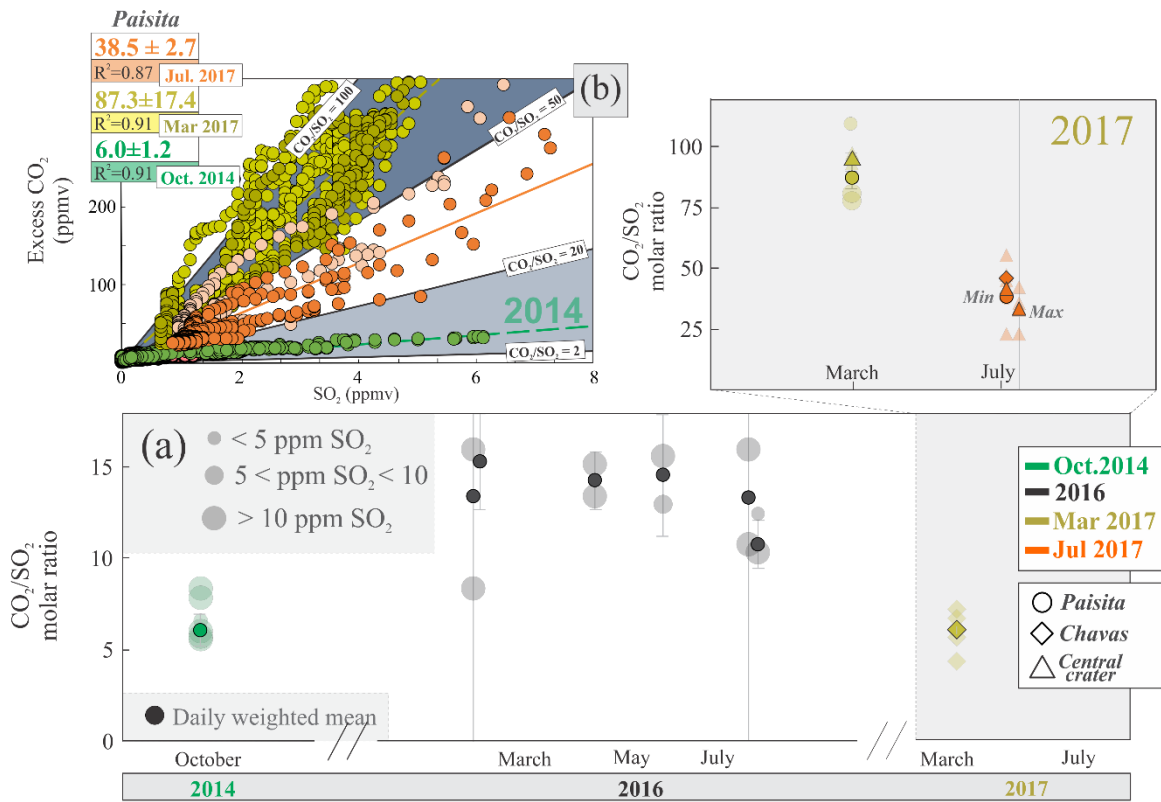 Paisita
38.5 ± 2.7
R²=0.87 Jul. 2017
87.3±17.4
R²=0.91 Mar 2017
6.0±1.2
R²=0.91 Oct. 2014
(b)
CO₂/SO₂ = 100
CO₂/SO₂ = 50
CO₂/SO₂ = 20
CO₂/SO₂ = 2
2014
Excess CO₂
(ppmv)
200
100
0 2 4 6 8
SO₂ (ppmv)
2017
CO₂/SO₂
molar ratio
100
75
50
25
Min
Max
March July
(a)
< 5 ppm SO₂
5 < ppm SO₂ < 10
> 10 ppm SO₂
CO₂/SO₂
molar ratio
15
10
5
0
Daily weighted mean
October // March May July // March July
2014 2016 2017
Oct.2014
2016
Mar 2017
Jul 2017
Paisita
Chavas
Central
crater